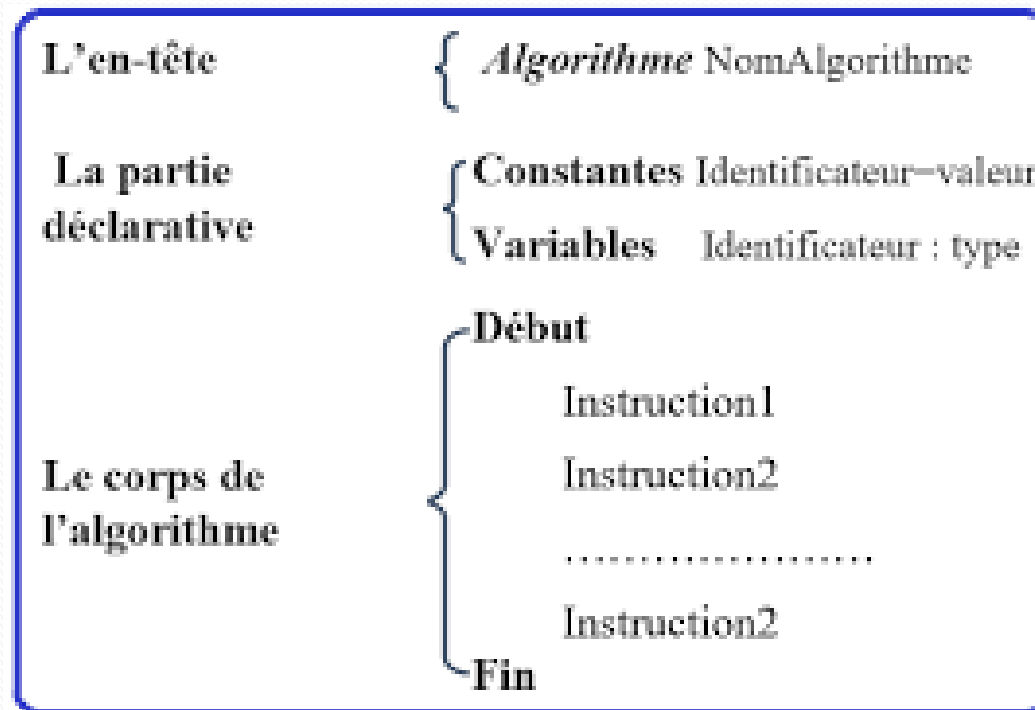 L'en-tête Algorithme NomAlgorithme
La partie
déclarative
Constantes Identificateur=valeur
Variables Identificateur : type
Le corps de
l'algorithme
Début
Instruction1
Instruction2
.....................
Instruction2
Fin